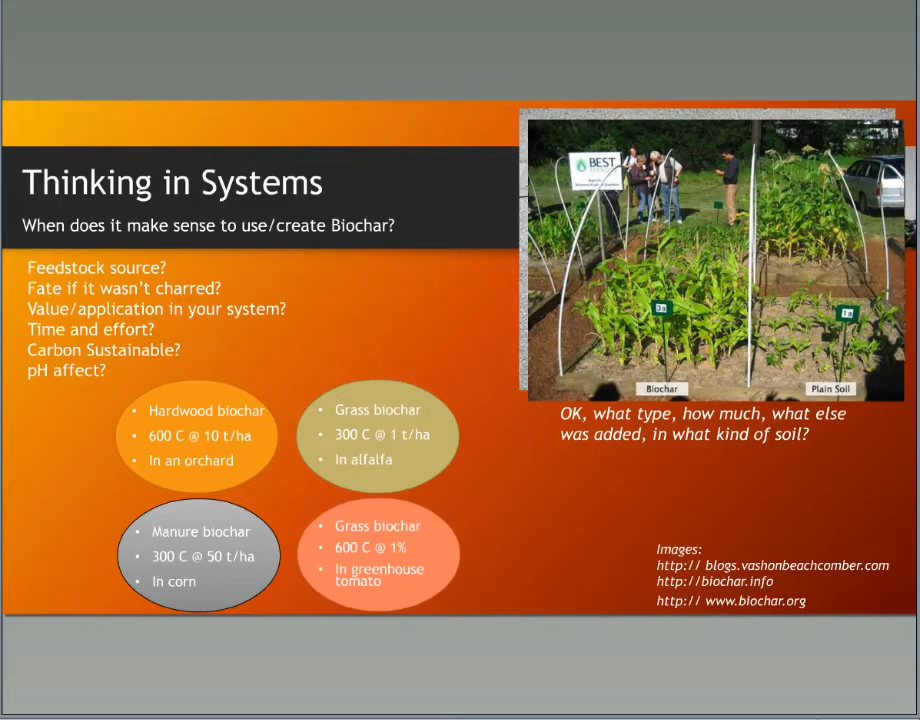 Thinking in Systems
When does it make sense to use/create Biochar?
Feedstock source?
Fate if it wasn't charred?
Value/application in your system?
Time and effort?
Carbon Sustainable?
pH affect?
• Hardwood biochar
• 600 C @ 10 t/ha
• In an orchard
• Grass biochar
• 300 C @ 1 t/ha
• In alfalfa
• Manure biochar
• 300 C @ 50 t/ha
• In corn
• Grass biochar
• 600 C @ 1%
• In greenhouse
tomato
BEST
3a
1a
Biochar
Plain Soil
OK, what type, how much, what else
was added, in what kind of soil?
Images:
http:// blogs.vashonbeachcomber.com
http://biochar.info
http:// www.biochar.org